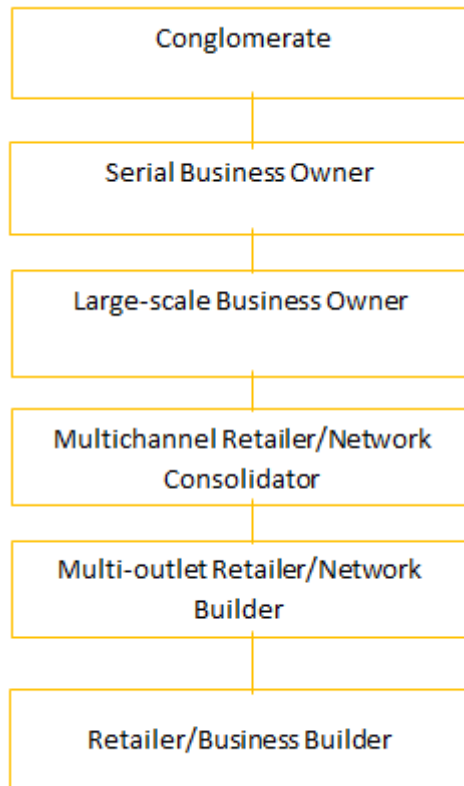 Conglomerate
Serial Business Owner
Large-scale Business Owner
Multichannel Retailer/Network
Consolidator
Multi-outlet Retailer/Network
Builder
Retailer/Business Builder